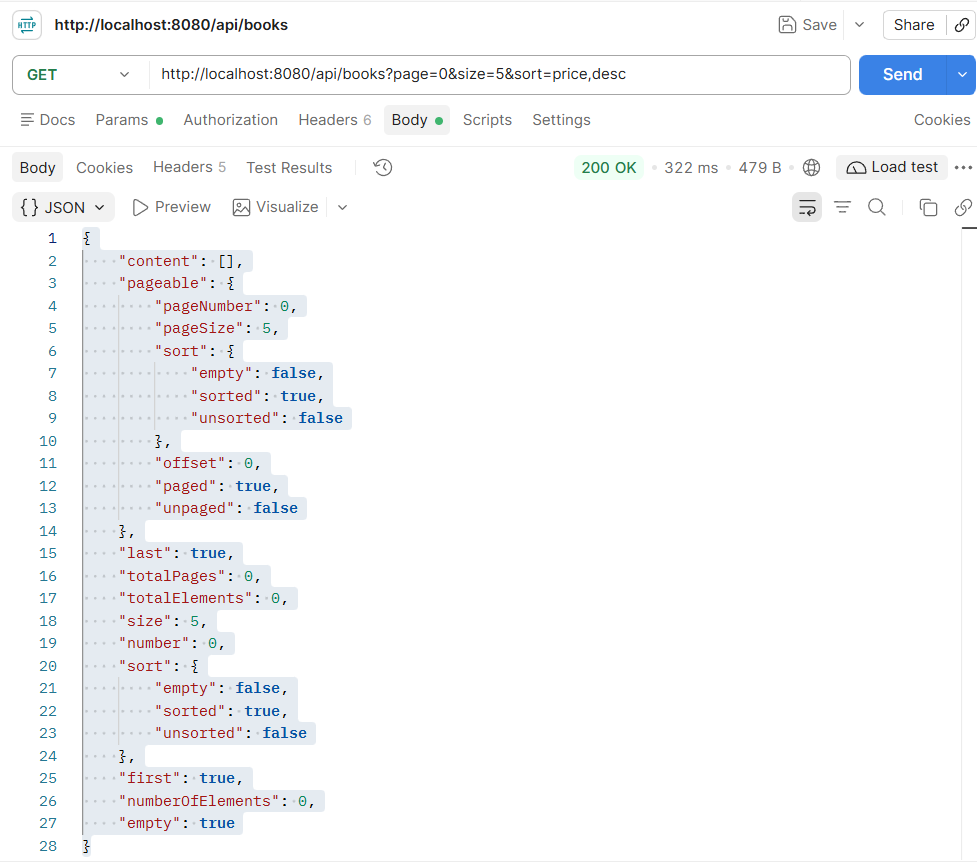 HTTP http://localhost:8080/api/books Save Share
GET http://localhost:8080/api/books?page=0&size=5&sort=price,desc Send
Docs Params Authorization Headers 6 Body Scripts Settings Cookies
Body Cookies Headers 5 Test Results 200 OK • 322 ms • 479 B • Load test •••
{ } JSON Preview Visualize
1 {
2 "content": [],
3 "pageable": {
4 "pageNumber": 0,
5 "pageSize": 5,
6 "sort": {
7 "empty": false,
8 "sorted": true,
9 "unsorted": false
10 },
11 "offset": 0,
12 "paged": true,
13 "unpaged": false
14 },
15 "last": true,
16 "totalPages": 0,
17 "totalElements": 0,
18 "size": 5,
19 "number": 0,
20 "sort": {
21 "empty": false,
22 "sorted": true,
23 "unsorted": false
24 },
25 "first": true,
26 "numberOfElements": 0,
27 "empty": true
28 }